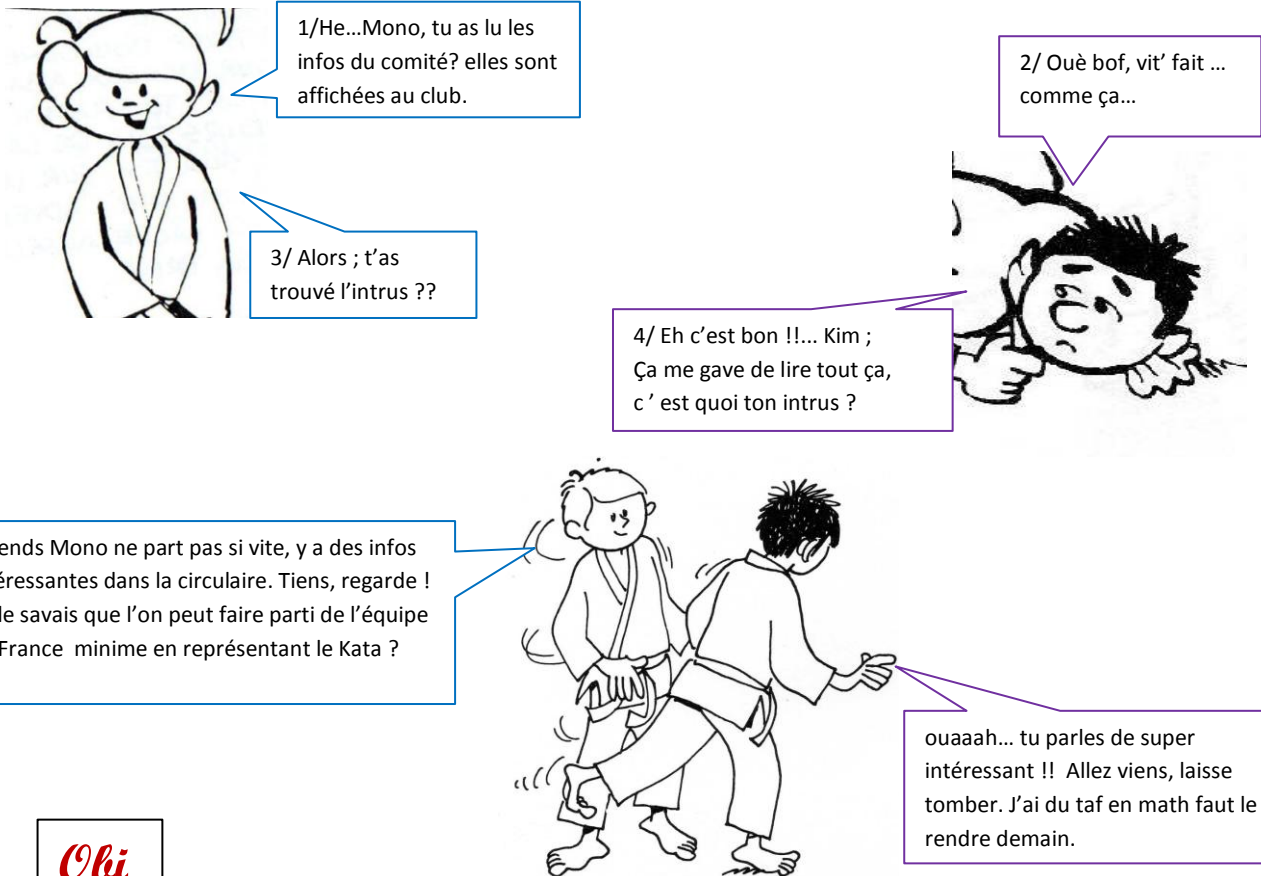 1/He…Mono, tu as lu les
infos du comité? elles sont
affichées au club.
2/ Ouè bof, vit’ fait …
comme ça…
3/ Alors ; t’as
trouvé l’intrus ??
4/ Eh c’est bon !!... Kim ;
Ça me gave de lire tout ça,
c ’ est quoi ton intrus ?
Mono ne part pas si vite, y a des infos
dans la circulaire. Tiens, regarde !
savais que l’on peut faire parti de l’équipe
France minime en représentant le Kata ?
ouaaah… tu parles de super
intéressant !! Allez viens, laisse
tomber. J’ai du taf en math faut le
rendre demain.
Obi